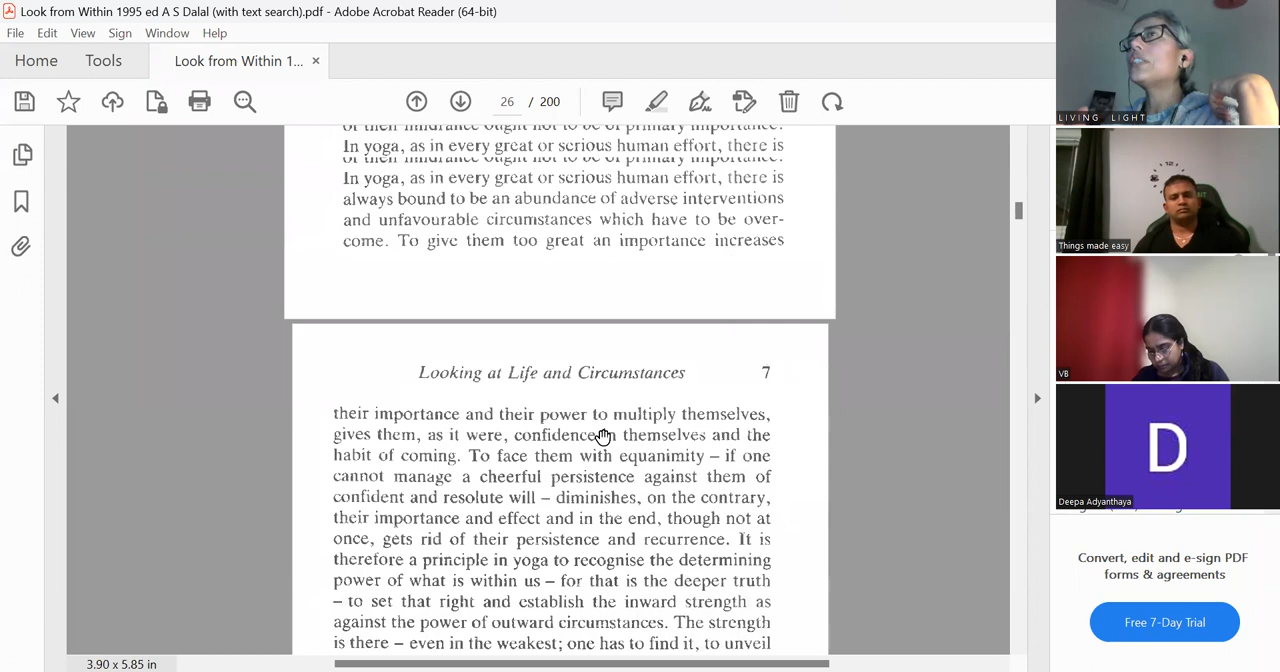 Look from Within 1995 ed A S Dalal (with text search).pdf - Adobe Acrobat Reader (64-bit)
File Edit View Sign Window Help
Home Tools Look from Within 1... ×
26 / 200
of their hindrance ought not to be of primary importance.
In yoga, as in every great or serious human effort, there is
of their hindrance ought not to be of primary importance.
In yoga, as in every great or serious human effort, there is
always bound to be an abundance of adverse interventions
and unfavourable circumstances which have to be over-
come. To give them too great an importance increases
Looking at Life and Circumstances 7
their importance and their power to multiply themselves,
gives them, as it were, confidence in themselves and the
habit of coming. To face them with equanimity – if one
cannot manage a cheerful persistence against them of
confident and resolute will – diminishes, on the contrary,
their importance and effect and in the end, though not at
once, gets rid of their persistence and recurrence. It is
therefore a principle in yoga to recognise the determining
power of what is within us – for that is the deeper truth
– to set that right and establish the inward strength as
against the power of outward circumstances. The strength
is there – even in the weakest; one has to find it, to unveil
3.90 x 5.85 in
LIVING LIGHT
Things made easy
VB
D
Deepa Adyanthaya
Convert, edit and e-sign PDF
forms & agreements
Free 7-Day Trial